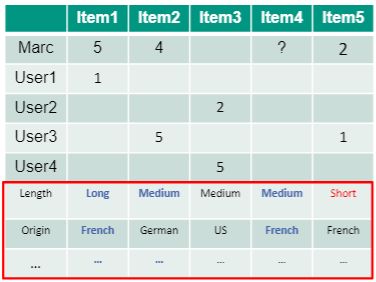 Item1 Item2 Item3 Item4 Item5
Marc 5 4 ? 2
User1 1
User2 2
User3 5 1
User4 5
Length Long Medium Medium Medium Short
Origin French German US French French
... ... ... ... ... ...